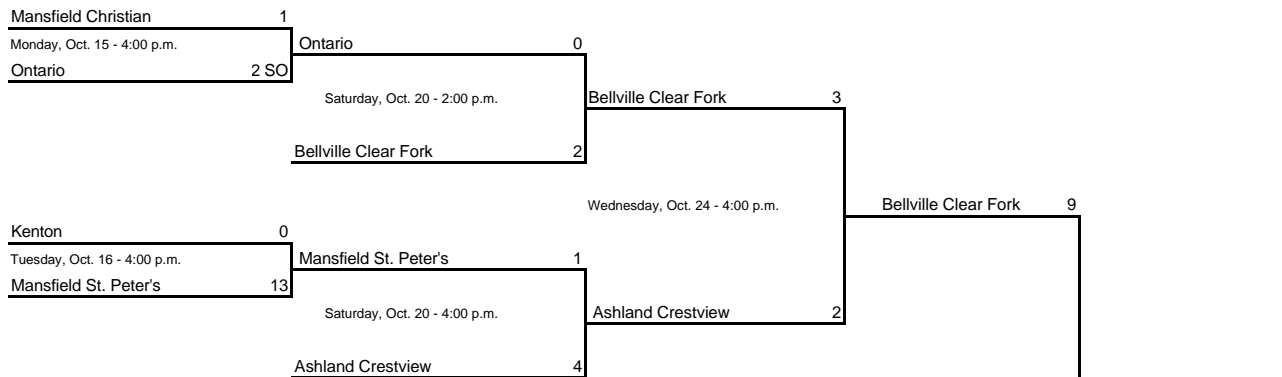 Mansfield Christian 1
Monday, Oct. 15 - 4:00 p.m.
Ontario 0
Ontario 2 SO
Saturday, Oct. 20 - 2:00 p.m.
Bellville Clear Fork 3
Bellville Clear Fork 2
Wednesday, Oct. 24 - 4:00 p.m.
Bellville Clear Fork 9
Kenton 0
Tuesday, Oct. 16 - 4:00 p.m.
Mansfield St. Peter's 1
Mansfield St. Peter's 13
Saturday, Oct. 20 - 4:00 p.m.
Ashland Crestview 2
Ashland Crestview 4